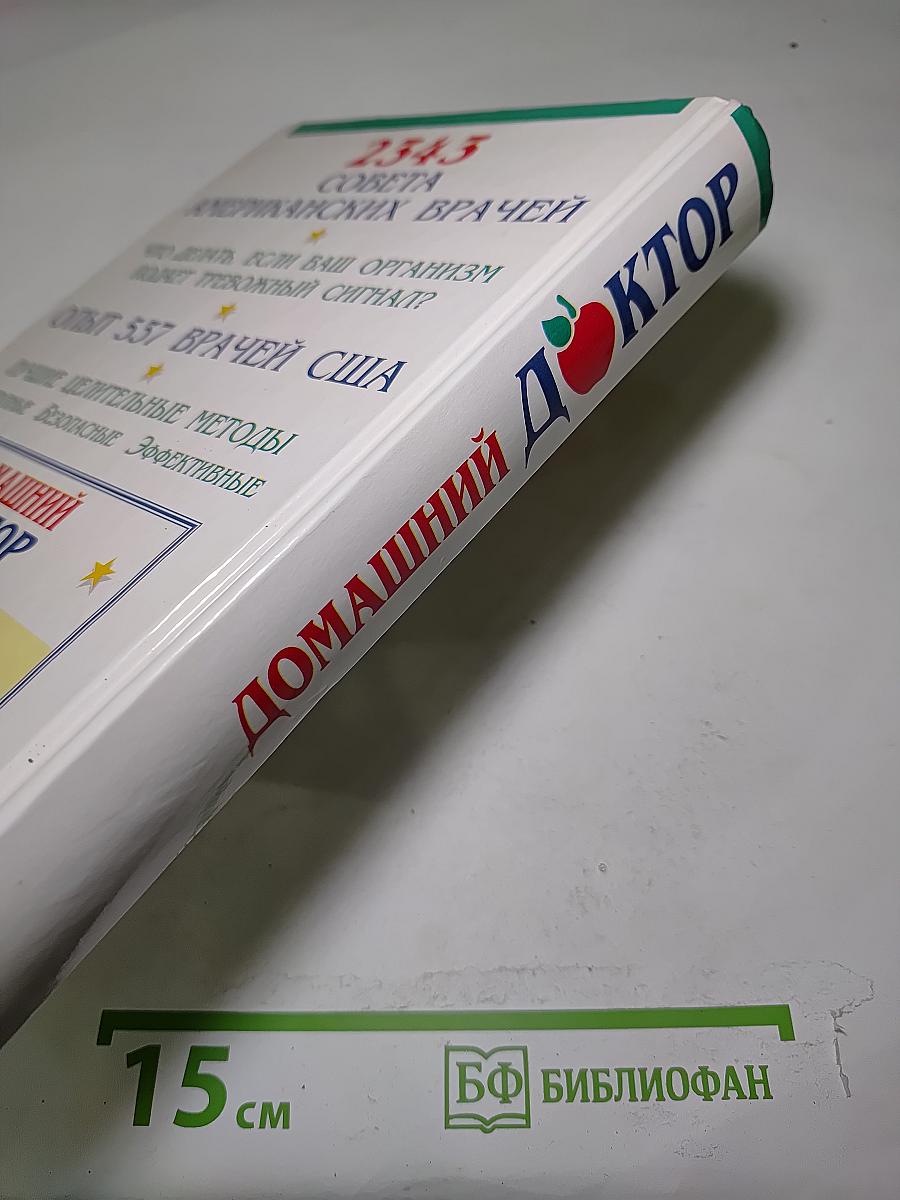 2343
СОВЕТА
АМЕРИКАНСКИХ ВРАЧЕЙ
ЧТО ДЕЛАТЬ, ЕСЛИ ВАШ ОРГАНИЗМ
ПОДАЕТ ТРЕВОЖНЫЙ СИГНАЛ?
ОПЫТ 537 ВРАЧЕЙ США
ЛУЧШИЕ ЦЕЛИТЕЛЬНЫЕ МЕТОДЫ
БЕЗОПАСНЫЕ ЭФФЕКТИВНЫЕ
ДОМАШНИЙ ДОКТОР
15 см
БФ БИБЛИОФАН